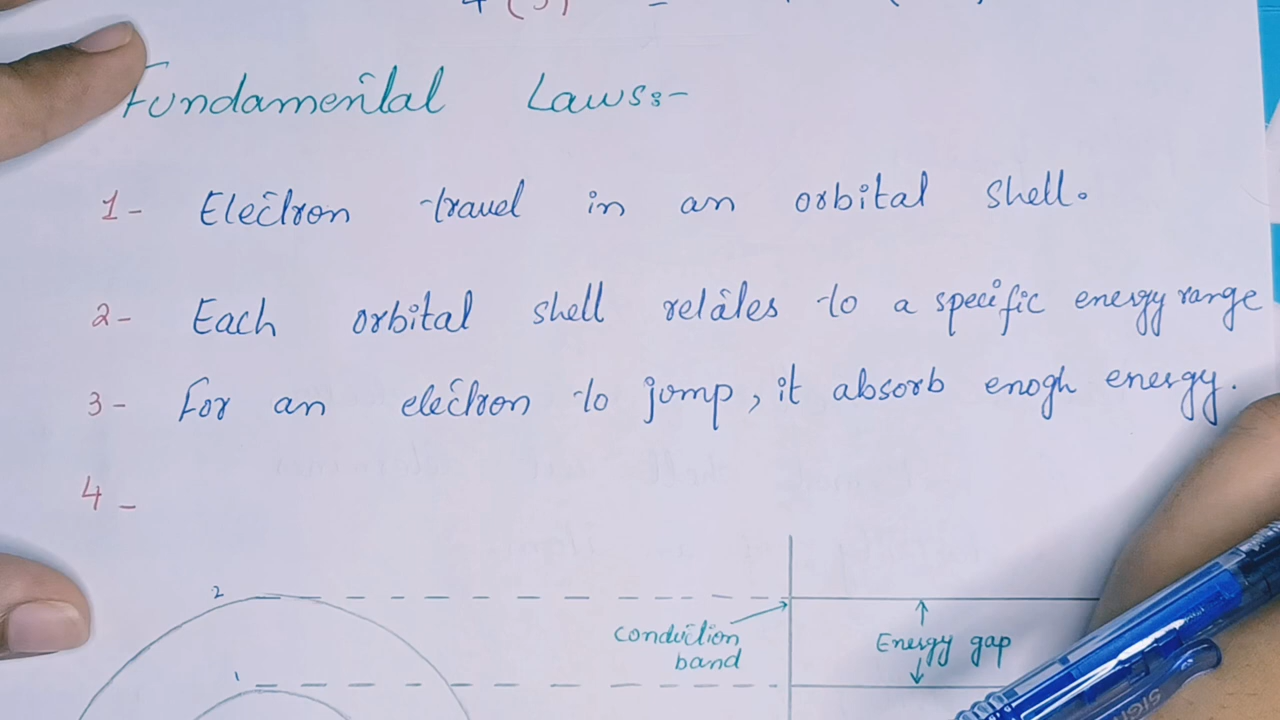 Fundamental Laws:-
1- Electron travel in an orbital shell.
2- Each orbital shell relates to a specific energy range
3- For an electron to jomp, it absorb enogh energy.
4-
2
conduction
band
Energy gap
1